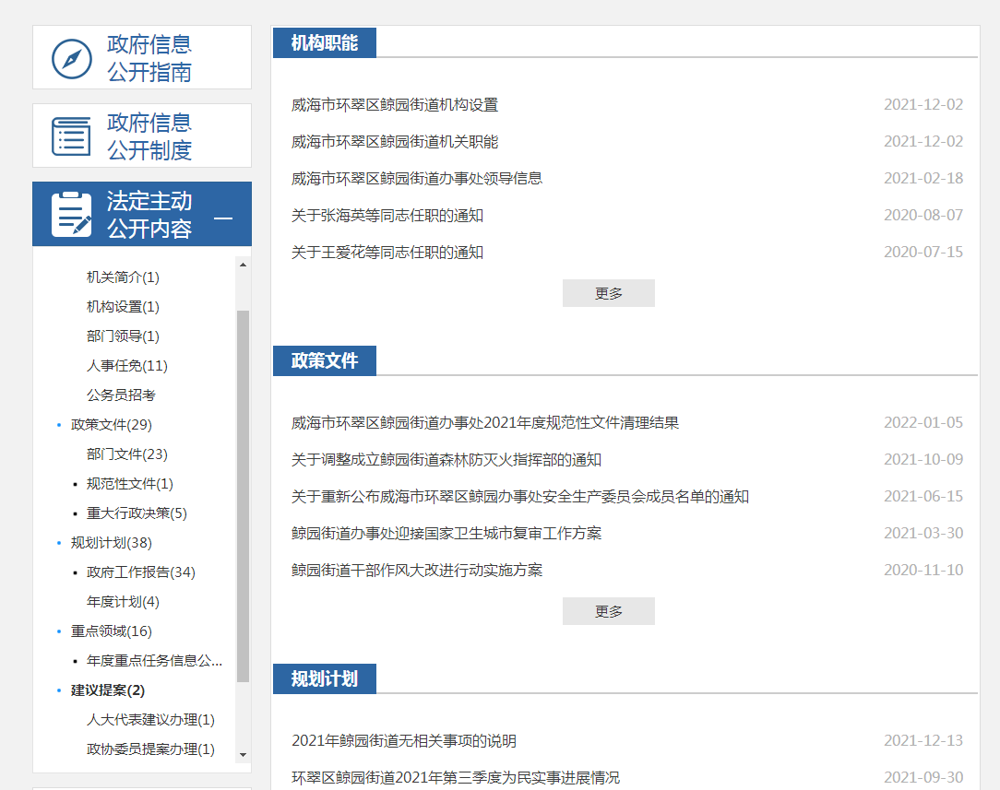 政府信息
公开指南
政府信息
公开制度
法定主动
公开内容
机关简介(1)
机构设置(1)
部门领导(1)
人事任免(11)
公务员招考
政策文件(29)
部门文件(23)
规范性文件(1)
重大行政决策(5)
规划计划(38)
政府工作报告(34)
年度计划(4)
重点领域(16)
年度重点任务信息公...
建议提案(2)
人大代表建议办理(1)
政协委员提案办理(1)
机构职能
威海市环翠区鲸园街道机构设置 2021-12-02
威海市环翠区鲸园街道机关职能 2021-12-02
威海市环翠区鲸园街道办事处领导信息 2021-02-18
关于张海英等同志任职的通知 2020-08-07
关于王爱花等同志任职的通知 2020-07-15
更多
政策文件
威海市环翠区鲸园街道办事处2021年度规范性文件清理结果 2022-01-05
关于调整成立鲸园街道森林防灭火指挥部的通知 2021-10-09
关于重新公布威海市环翠区鲸园办事处安全生产委员会成员名单的通知 2021-06-15
鲸园街道办事处迎接国家卫生城市复审工作方案 2021-03-30
鲸园街道干部作风大改进行动实施方案 2020-11-10
更多
规划计划
2021年鲸园街道无相关事项的说明 2021-12-13
环翠区鲸园街道2021年第三季度为民实事进展情况 2021-09-30